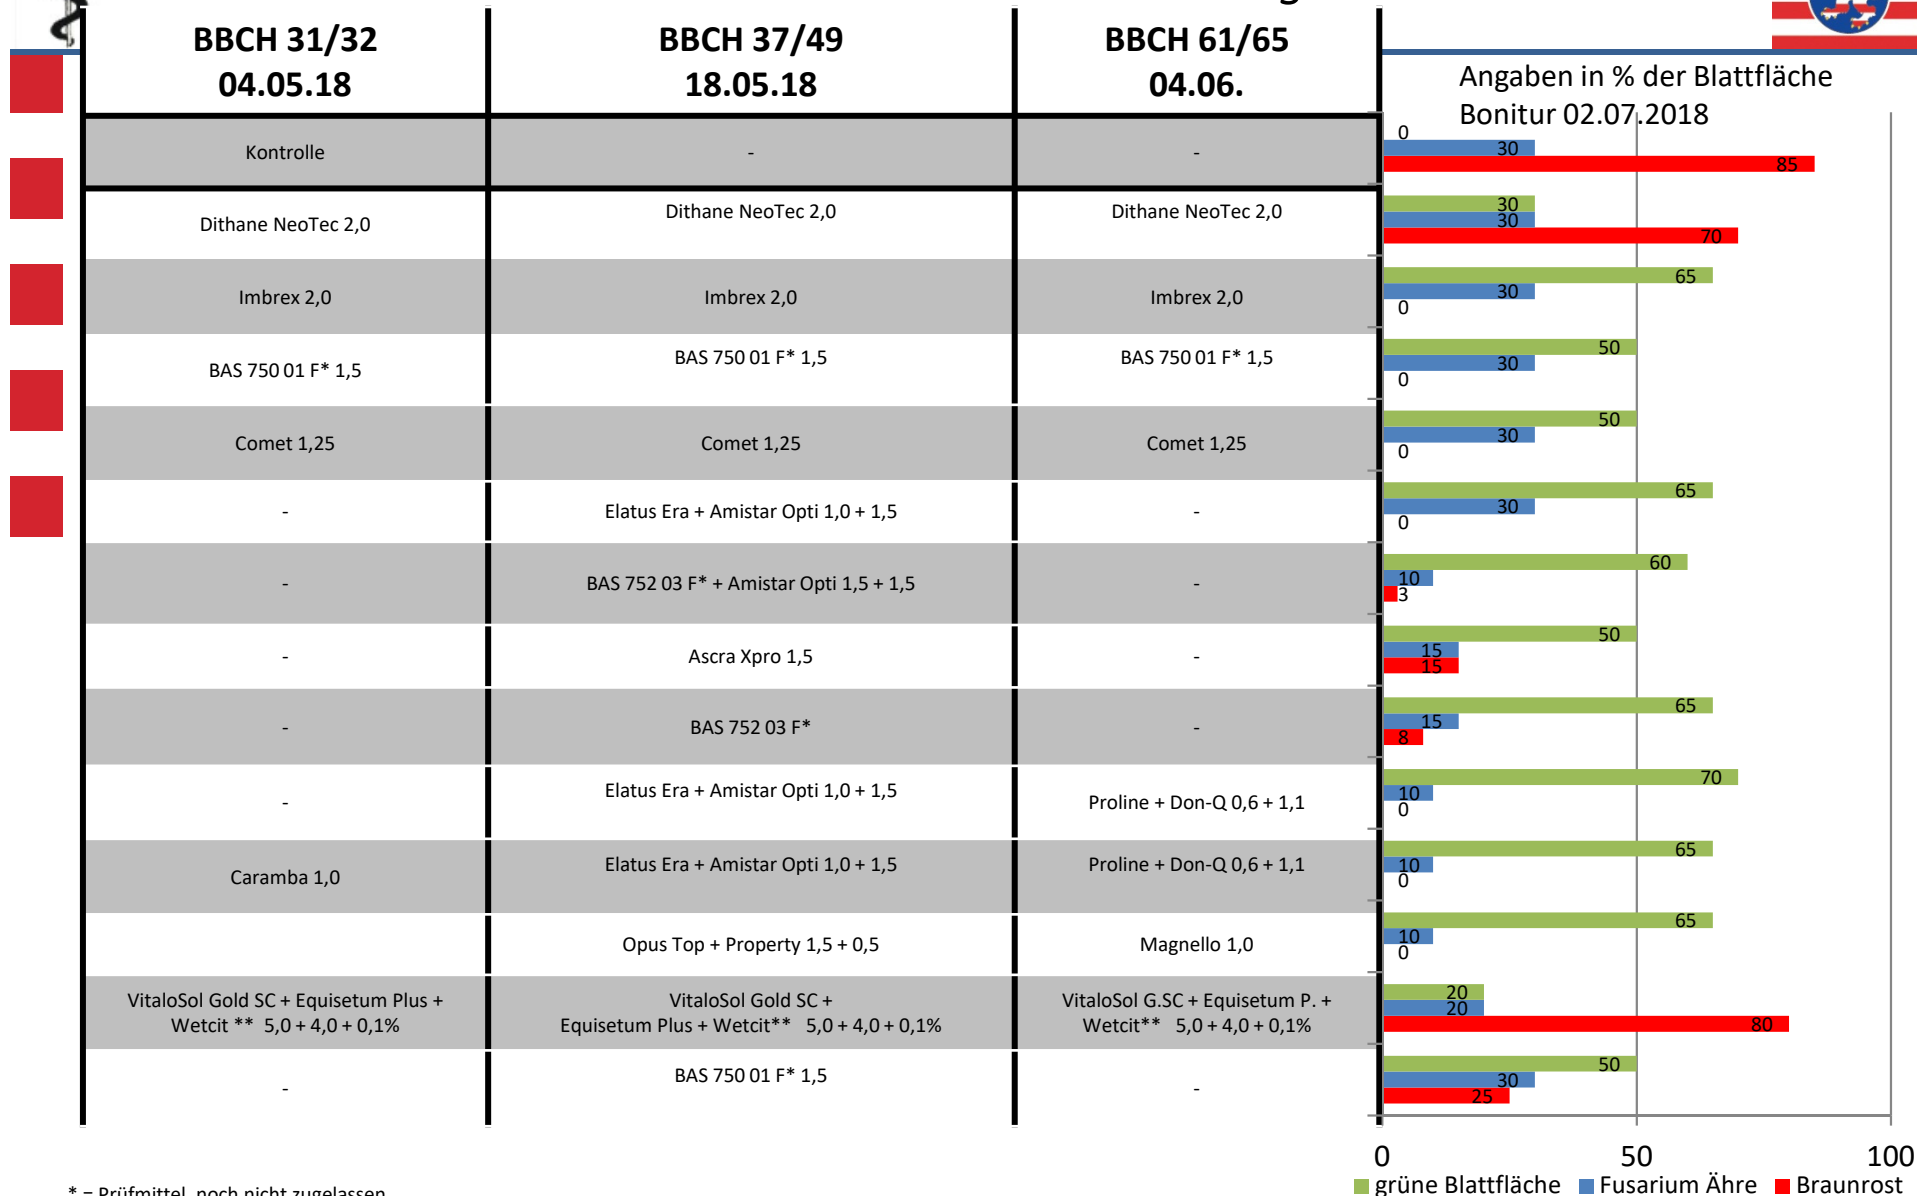 BBCH 31/32
04.05.18
BBCH 37/49
18.05.18
BBCH 61/65
04.06.
Angaben in % der Blattfläche
Bonitur 02.07.2018
Kontrolle
-
-
0
30
85
Dithane NeoTec 2,0
Dithane NeoTec 2,0
Dithane NeoTec 2,0
30
30
70
Imbrex 2,0
Imbrex 2,0
Imbrex 2,0
65
30
0
BAS 750 01 F* 1,5
BAS 750 01 F* 1,5
BAS 750 01 F* 1,5
50
30
0
Comet 1,25
Comet 1,25
Comet 1,25
50
30
0
-
Elatus Era + Amistar Opti 1,0 + 1,5
-
65
30
0
-
BAS 752 03 F* + Amistar Opti 1,5 + 1,5
-
60
10
3
-
Ascra Xpro 1,5
-
50
15
15
-
BAS 752 03 F*
-
65
15
8
-
Elatus Era + Amistar Opti 1,0 + 1,5
Proline + Don-Q 0,6 + 1,1
70
10
0
Caramba 1,0
Elatus Era + Amistar Opti 1,0 + 1,5
Proline + Don-Q 0,6 + 1,1
65
10
0
Opus Top + Property 1,5 + 0,5
Magnello 1,0
65
10
0
VitaloSol Gold SC + Equisetum Plus +
Wetcit ** 5,0 + 4,0 + 0,1%
VitaloSol Gold SC +
Equisetum Plus + Wetcit** 5,0 + 4,0 + 0,1%
VitaloSol G.SC + Equisetum P. +
Wetcit** 5,0 + 4,0 + 0,1%
20
20
80
-
BAS 750 01 F* 1,5
-
50
30
25
0 50 100
grüne Blattfläche Fusarium Ähre Braunrost
* = Prüfmittel, noch nicht zugelassen